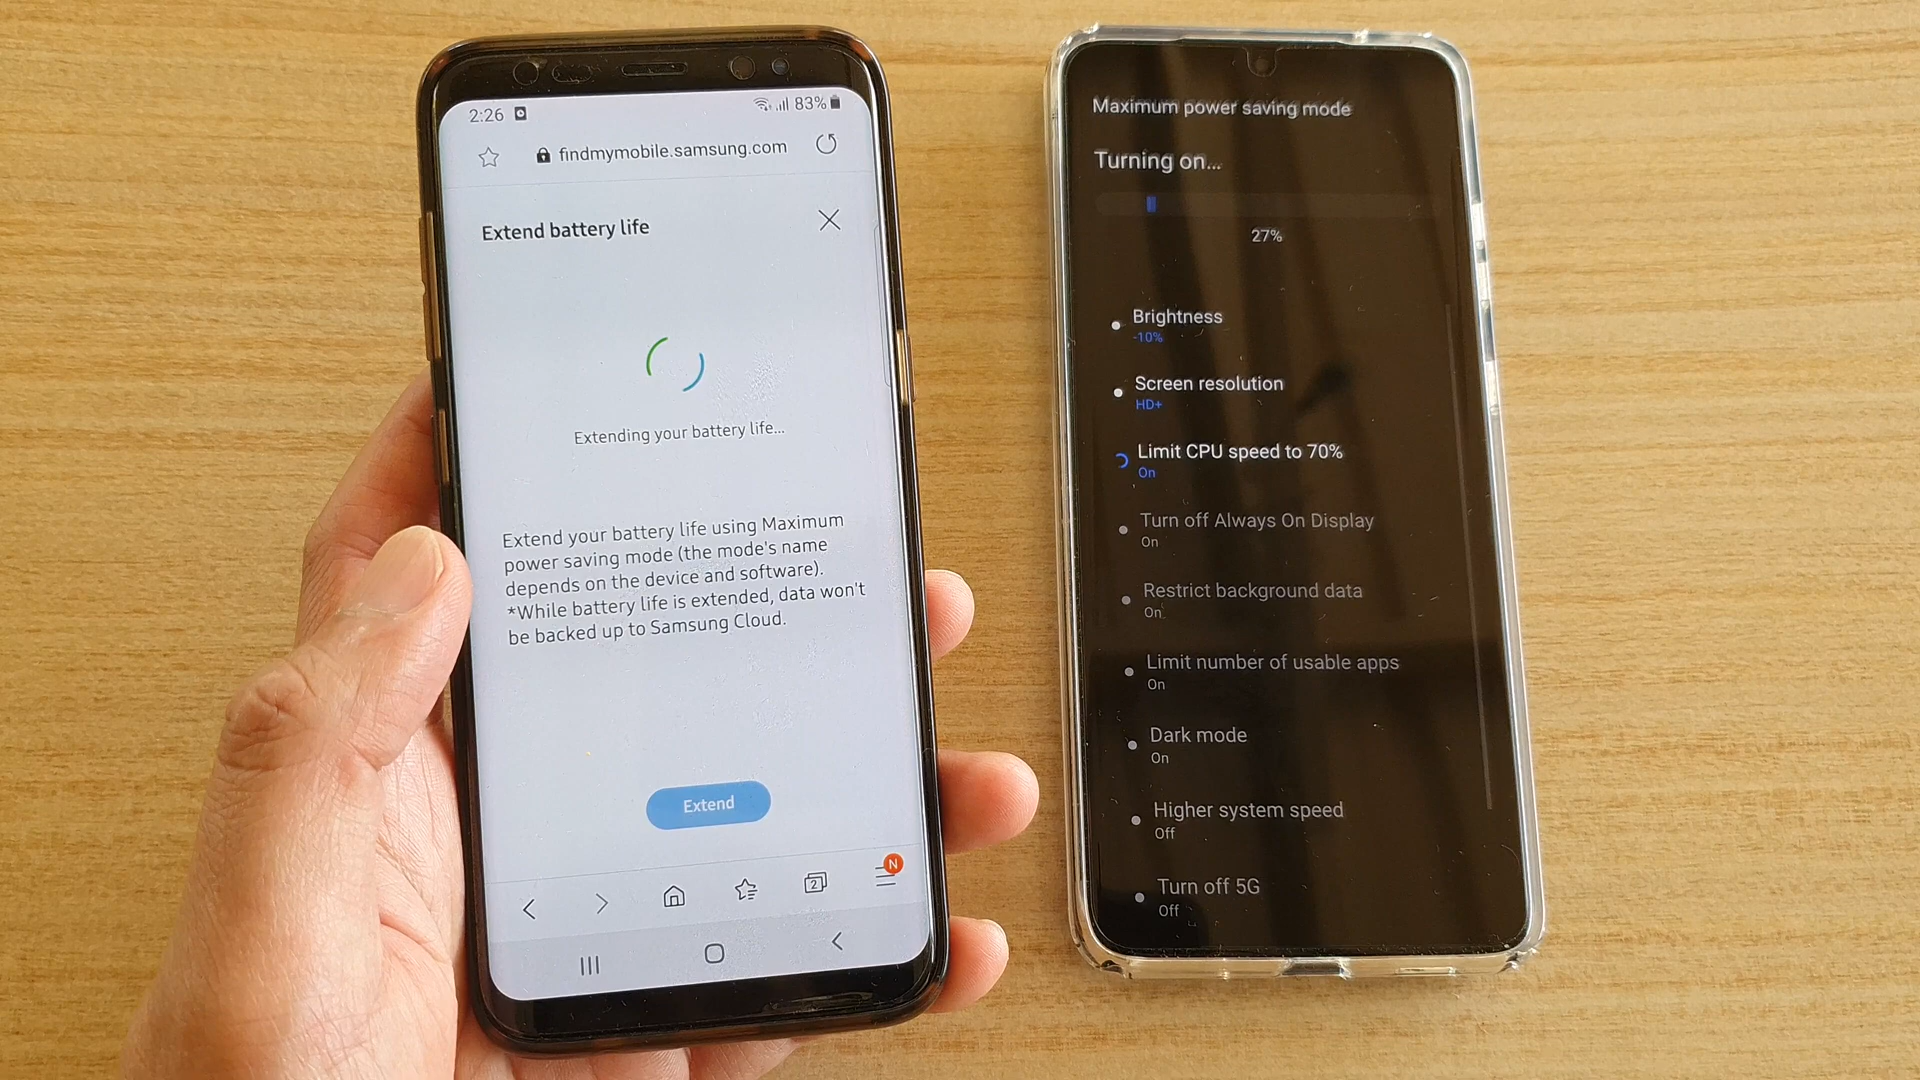 2:26
83%
findmymobile.samsung.com
Extend battery life
Extending your battery life...
Extend your battery life using Maximum
power saving mode (the mode's name
depends on the device and software).
*While battery life is extended, data won't
be backed up to Samsung Cloud.
Extend
2
N
Maximum power saving mode
Turning on...
27%
Brightness
-10%
Screen resolution
HD+
Limit CPU speed to 70%
On
Turn off Always On Display
On
Restrict background data
On
Limit number of usable apps
On
Dark mode
On
Higher system speed
Off
Turn off 5G
Off